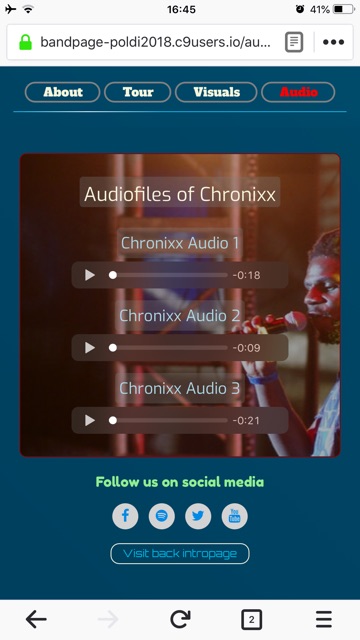 16:45
41%
bandpage-poldi2018.c9users.io/au...
About Tour Visuals Audio
Audiofiles of Chronixx
Chronixx Audio 1
-0:18
Chronixx Audio 2
-0:09
Chronixx Audio 3
-0:21
Follow us on social media
You Tube
Visit back intropage
2